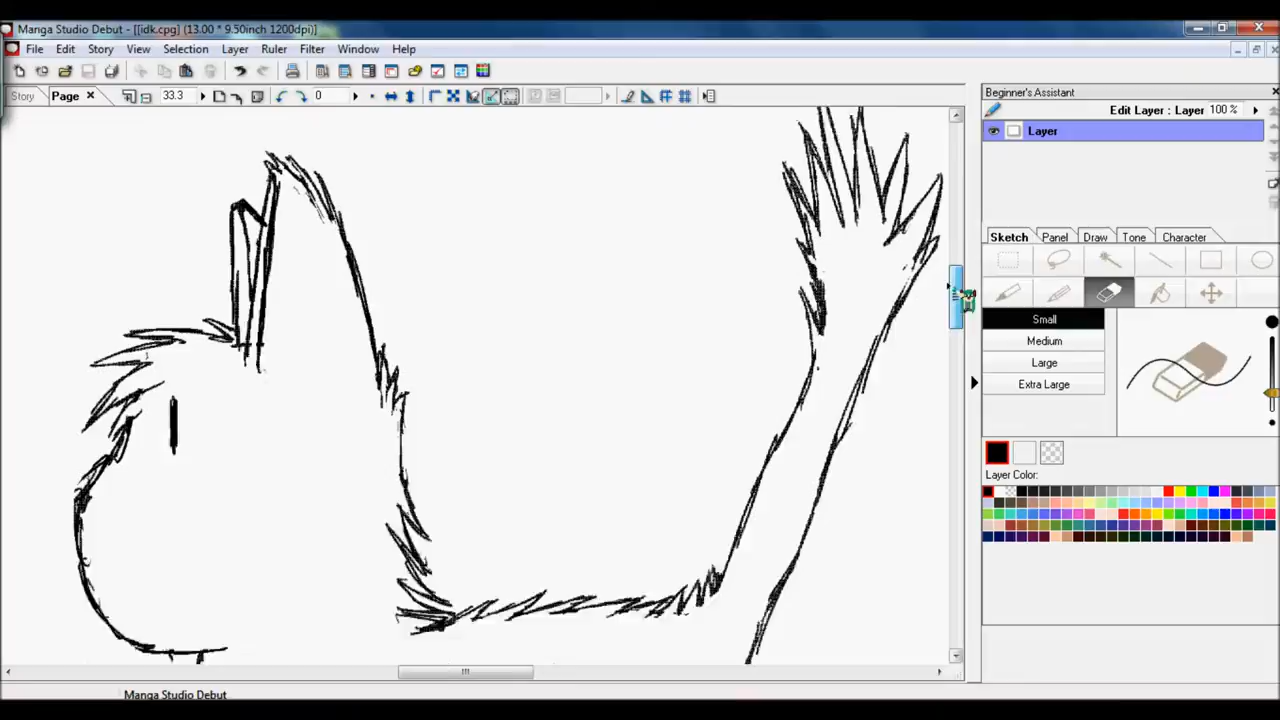 Manga Studio Debut - [[idk.cpg] (13.00 * 9.50inch 1200dpi)]
File Edit Story View Selection Layer Ruler Filter Window Help
Story Page 33.3 0
Beginner's Assistant
Edit Layer : Layer 100 %
Layer
Sketch Panel Draw Tone Character
Small
Medium
Large
Extra Large
Layer Color:
Manga Studio Debut